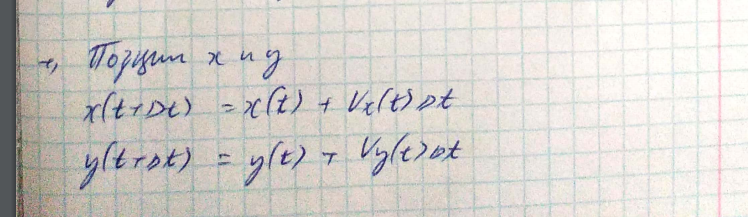 Позиции x и y
x(t+Δt) = x(t) + Vx(t)Δt
y(t+Δt) = y(t) + Vy(t)Δt